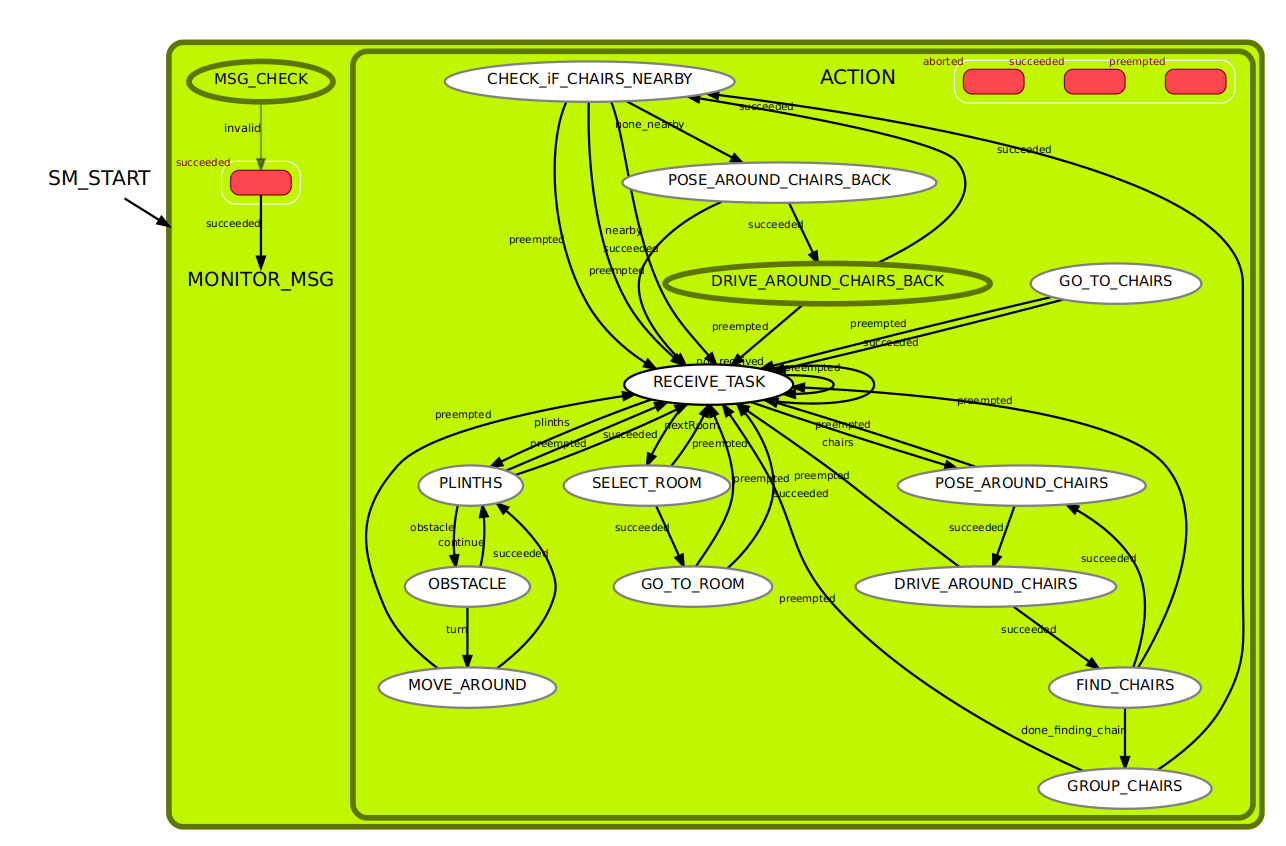 MSG_CHECK
CHECK_iF_CHAIRS_NEARBY
ACTION
aborted
succeeded
preempted
succeeded
none_nearby
invalid
succeeded
succeeded
SM_START
POSE_AROUND_CHAIRS_BACK
succeeded
succeeded
preempted
nearby
succeeded
preempted
MONITOR_MSG
DRIVE_AROUND_CHAIRS_BACK
GO_TO_CHAIRS
preempted
preempted
succeeded
preempted
RECEIVE_TASK
preempted
plinths
nextRoom
preempted
preempted
succeeded
preempted
preempted
chairs
PLINTHS
SELECT_ROOM
preempted
succeeded
preempted
POSE_AROUND_CHAIRS
obstacle
continue
succeeded
succeeded
succeeded
succeeded
OBSTACLE
GO_TO_ROOM
DRIVE_AROUND_CHAIRS
preempted
turn
succeeded
MOVE_AROUND
FIND_CHAIRS
done_finding_chair
GROUP_CHAIRS